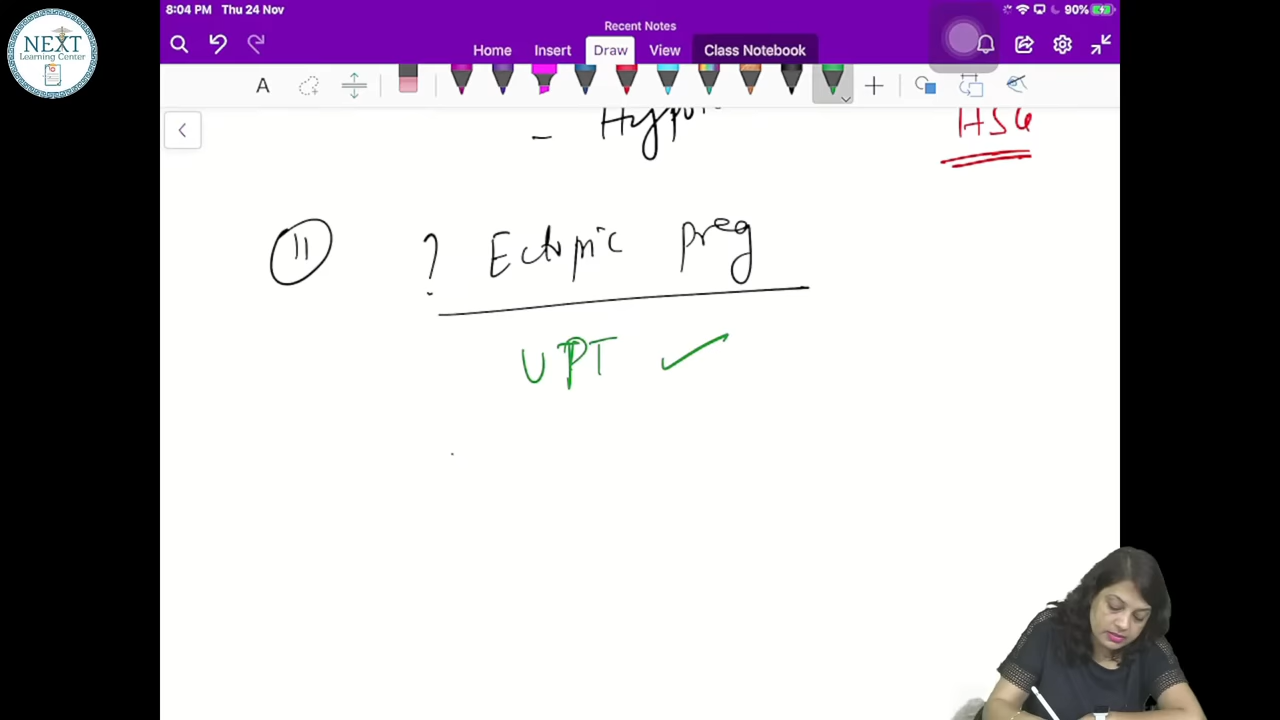 8:04 PM Thu 24 Nov
90%
NEXT
Learning Center
Recent Notes
Home Insert Draw View Class Notebook
A
HSG
-
11 ? Ectopic preg
UPT ✓